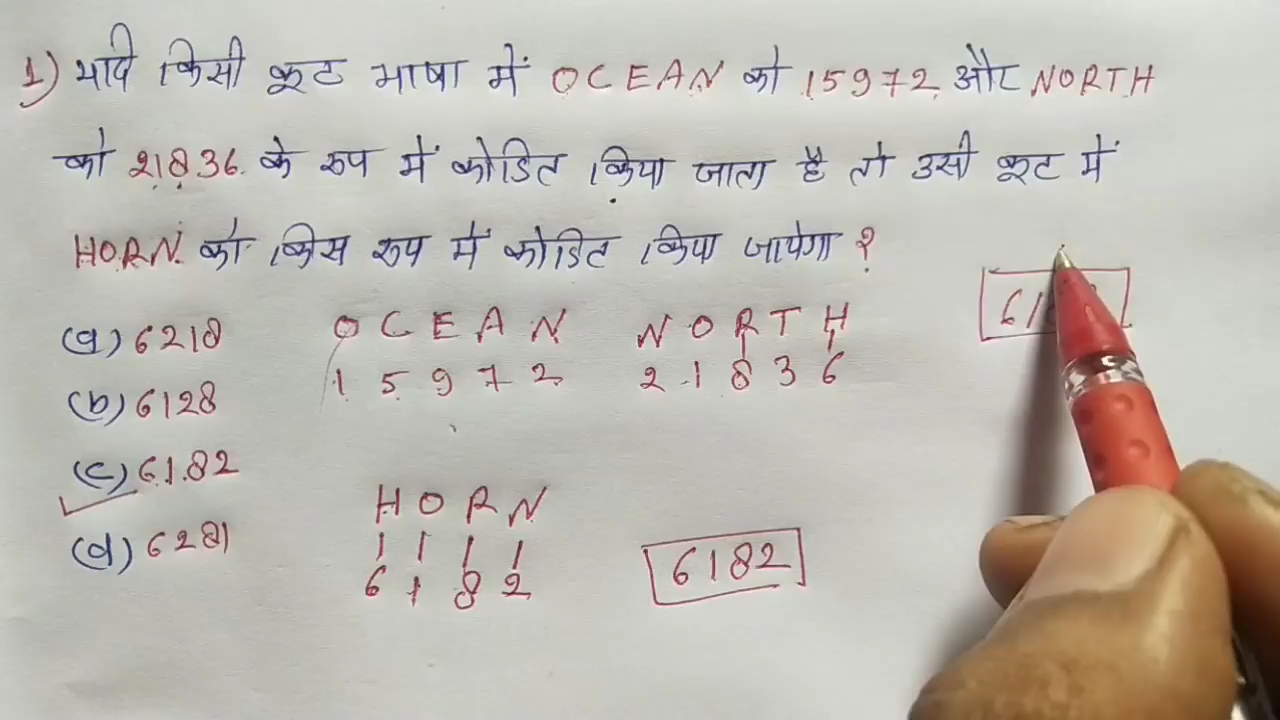 1) यदि किसी कूट भाषा में OCEAN को 15972 और NORTH
को 21836 के रूप में कोडित किया जाता है तो उसी कूट में
HORN को किस रूप में कोडित किया जायेगा ?
(a) 6218
(b) 6128
(c) 6182
(d) 6281
O C E A N
1 5 9 7 2
N O R T H
2 1 8 3 6
H O R N
6 1 8 2
6182